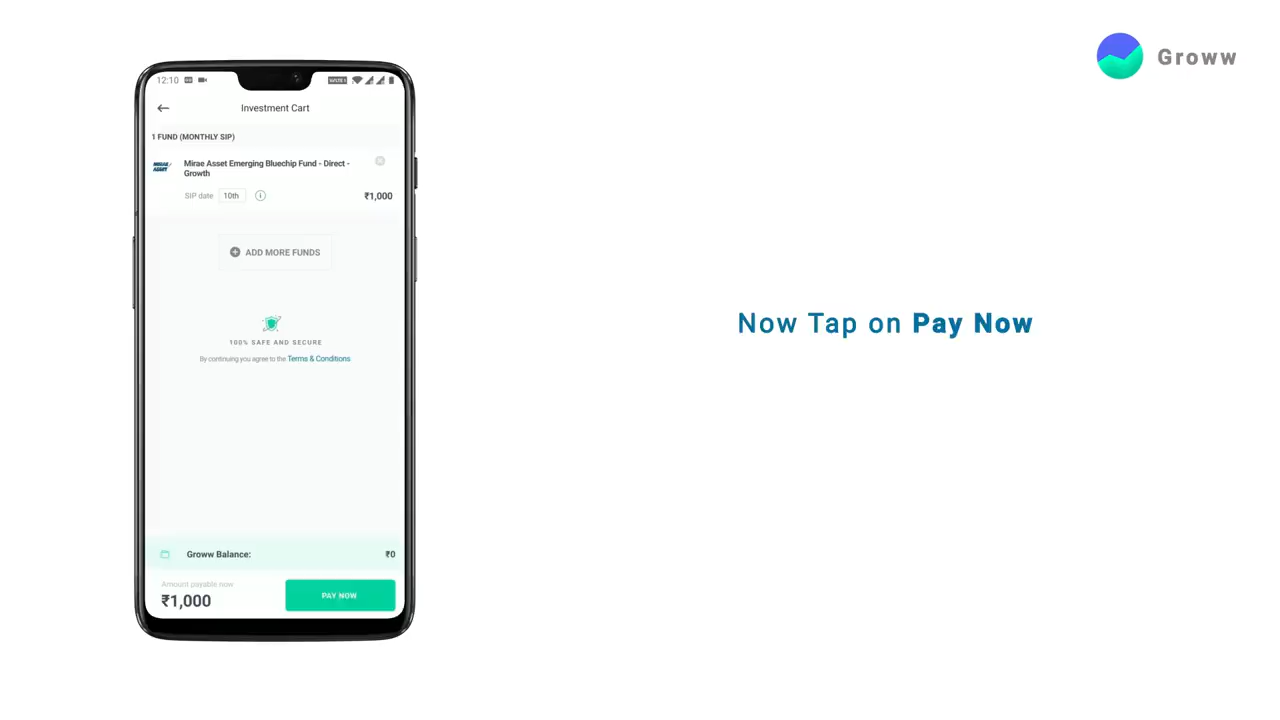 Groww
12:10
Investment Cart
1 FUND (MONTHLY SIP)
MIRAE ASSET
Mirae Asset Emerging Bluechip Fund - Direct -
Growth
SIP date 10th ₹1,000
ADD MORE FUNDS
100% SAFE AND SECURE
By continuing you agree to the Terms & Conditions
Groww Balance: ₹0
Amount payable now
₹1,000
PAY NOW
Now Tap on Pay Now